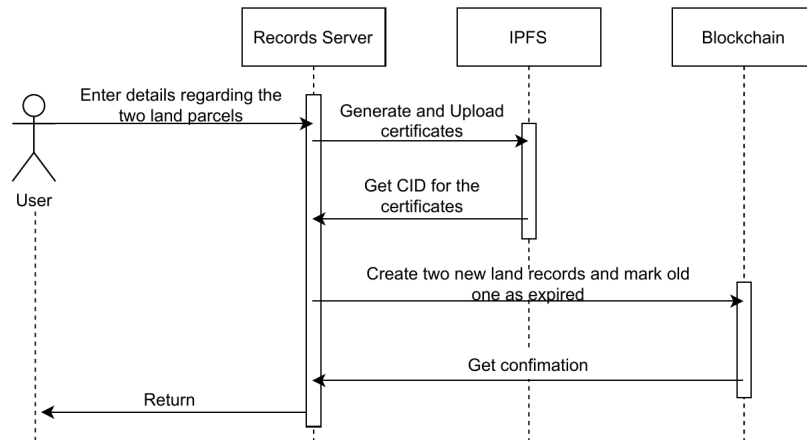 Records Server
IPFS
Blockchain
Enter details regarding the
two land parcels
Generate and Upload
certificates
User
Get CID for the
certificates
Create two new land records and mark old
one as expired
Get confimation
Return